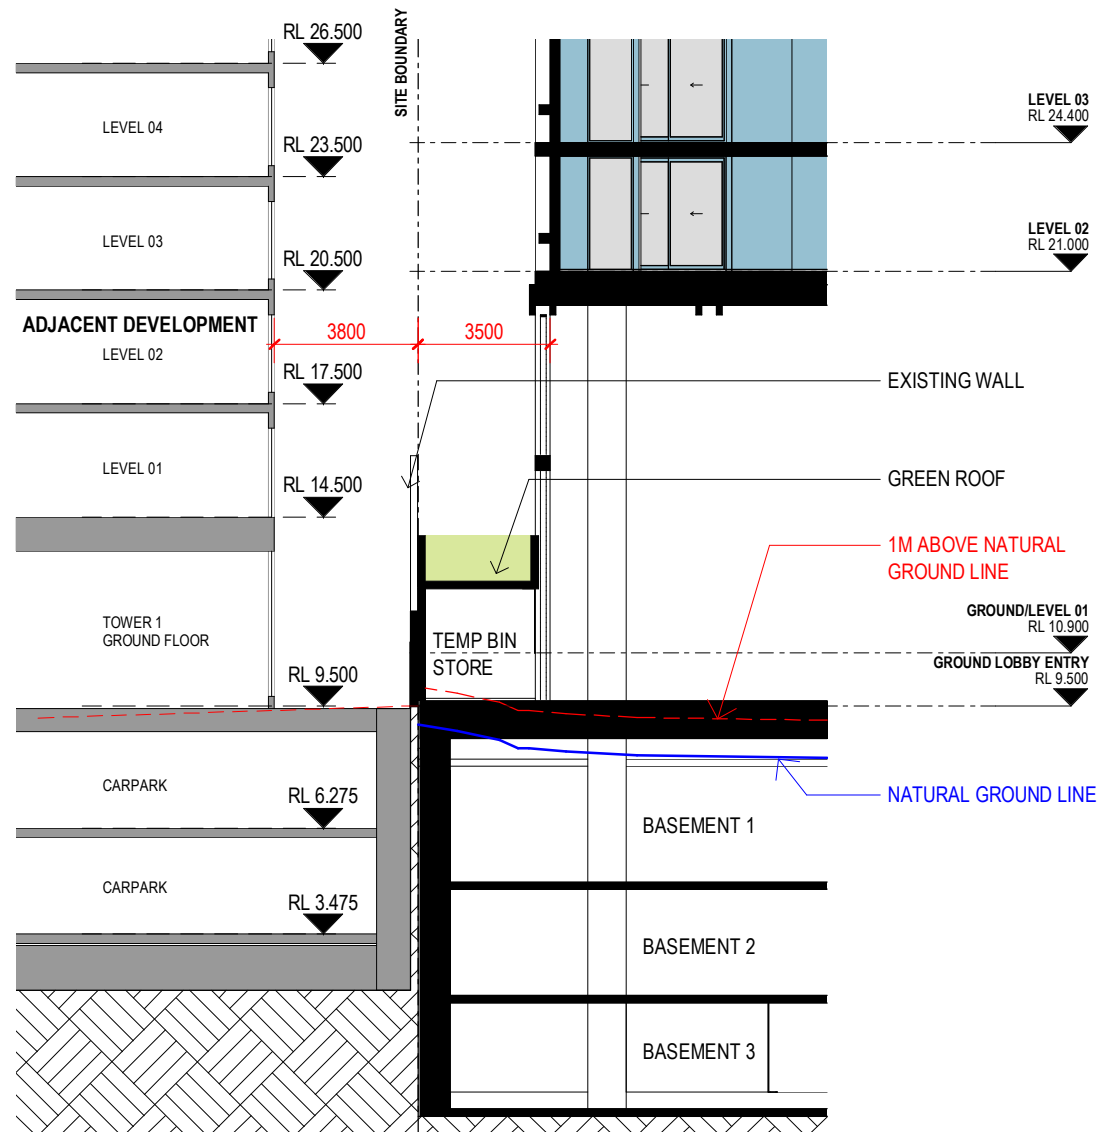 RL 26.500
SITE BOUNDARY
LEVEL 03
RL 24.400
LEVEL 04
RL 23.500
LEVEL 02
RL 21.000
LEVEL 03
RL 20.500
ADJACENT DEVELOPMENT
3800
3500
LEVEL 02
RL 17.500
EXISTING WALL
LEVEL 01
RL 14.500
GREEN ROOF
1M ABOVE NATURAL
GROUND LINE
GROUND/LEVEL 01
RL 10.900
TOWER 1
GROUND FLOOR
TEMP BIN
STORE
GROUND LOBBY ENTRY
RL 9.500
RL 9.500
CARPARK
RL 6.275
NATURAL GROUND LINE
BASEMENT 1
CARPARK
RL 3.475
BASEMENT 2
BASEMENT 3